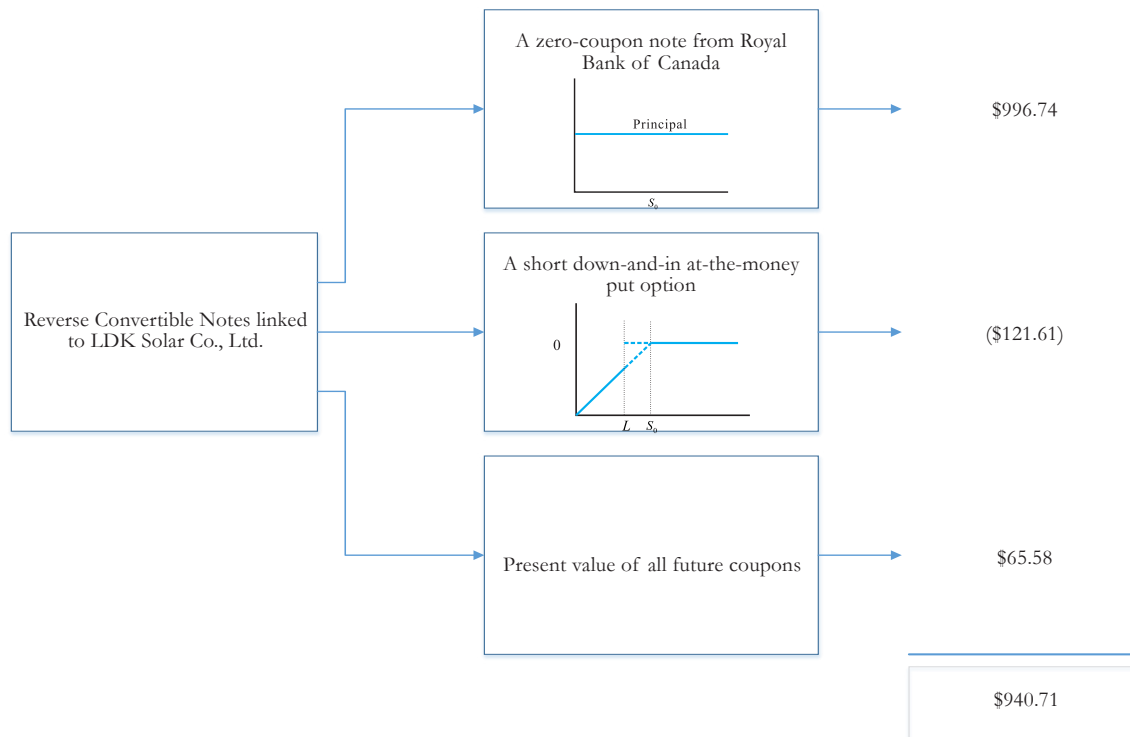 A zero-coupon note from Royal
Bank of Canada
Principal
S₀
$996.74
Reverse Convertible Notes linked
to LDK Solar Co., Ltd.
A short down-and-in at-the-money
put option
0
L S₀
($121.61)
Present value of all future coupons
$65.58
$940.71